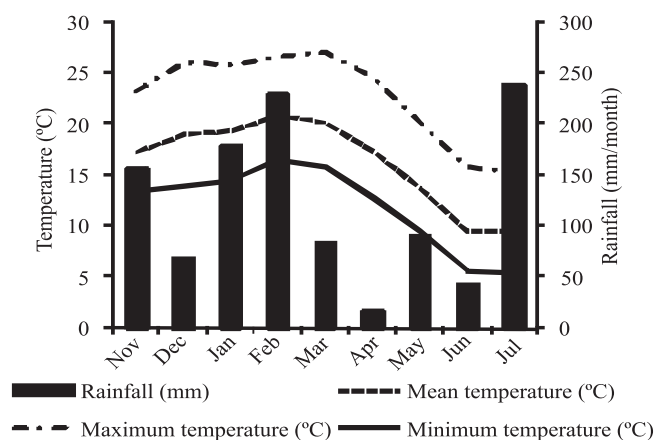 30 300
25 250
20 200
15 150
10 100
5 50
0 0
Temperature (ºC)
Rainfall (mm/month)
Nov Dec Jan Feb Mar Apr May Jun Jul
Rainfall (mm) Mean temperature (ºC)
Maximum temperature (ºC) Minimum temperature (ºC)